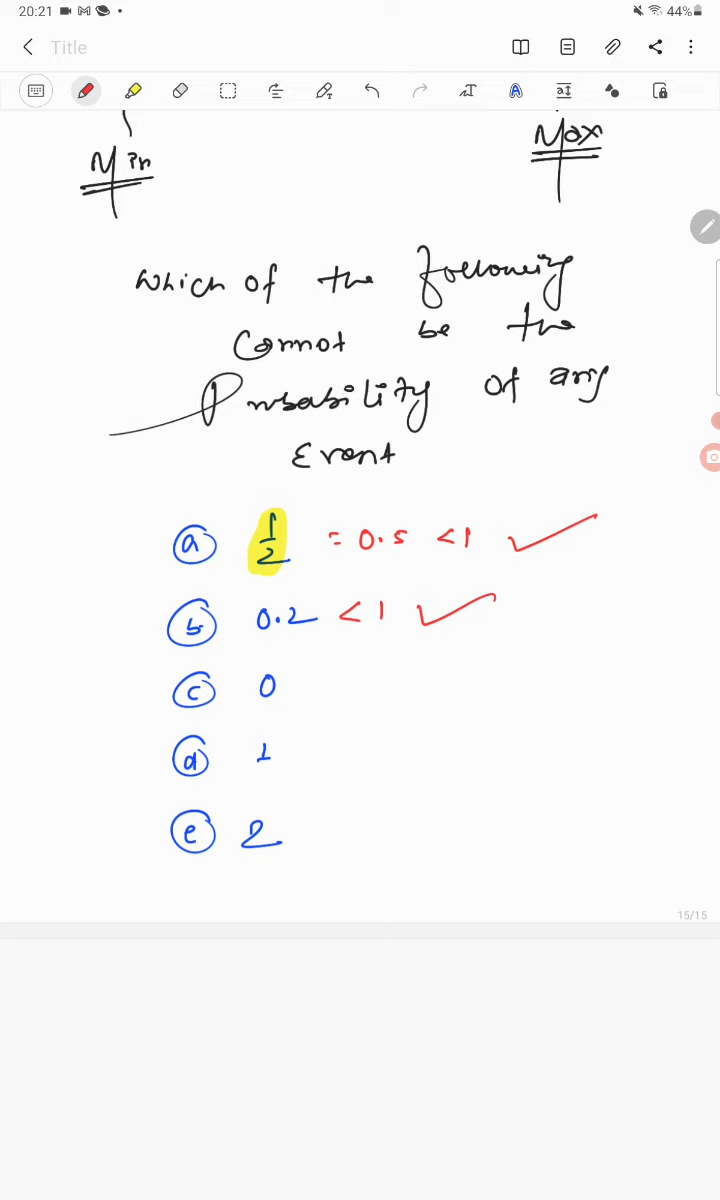 20:21 44%
Title
Min
Max
Which of the following
Cannot be the
Probability of any
Event
a 1/2 = 0.5 < 1
b 0.2 < 1
c 0
d 1
e 2
15/15